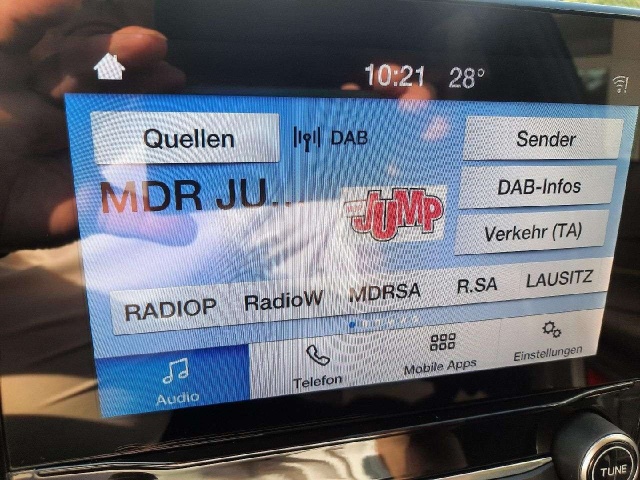 10:21 28°
Quellen
DAB
Sender
MDR JU...
JUMP
DAB-Infos
Verkehr (TA)
RADIOP RadioW MDRSA R.SA LAUSITZ
Audio
Telefon
Mobile Apps
Einstellungen
TUNE